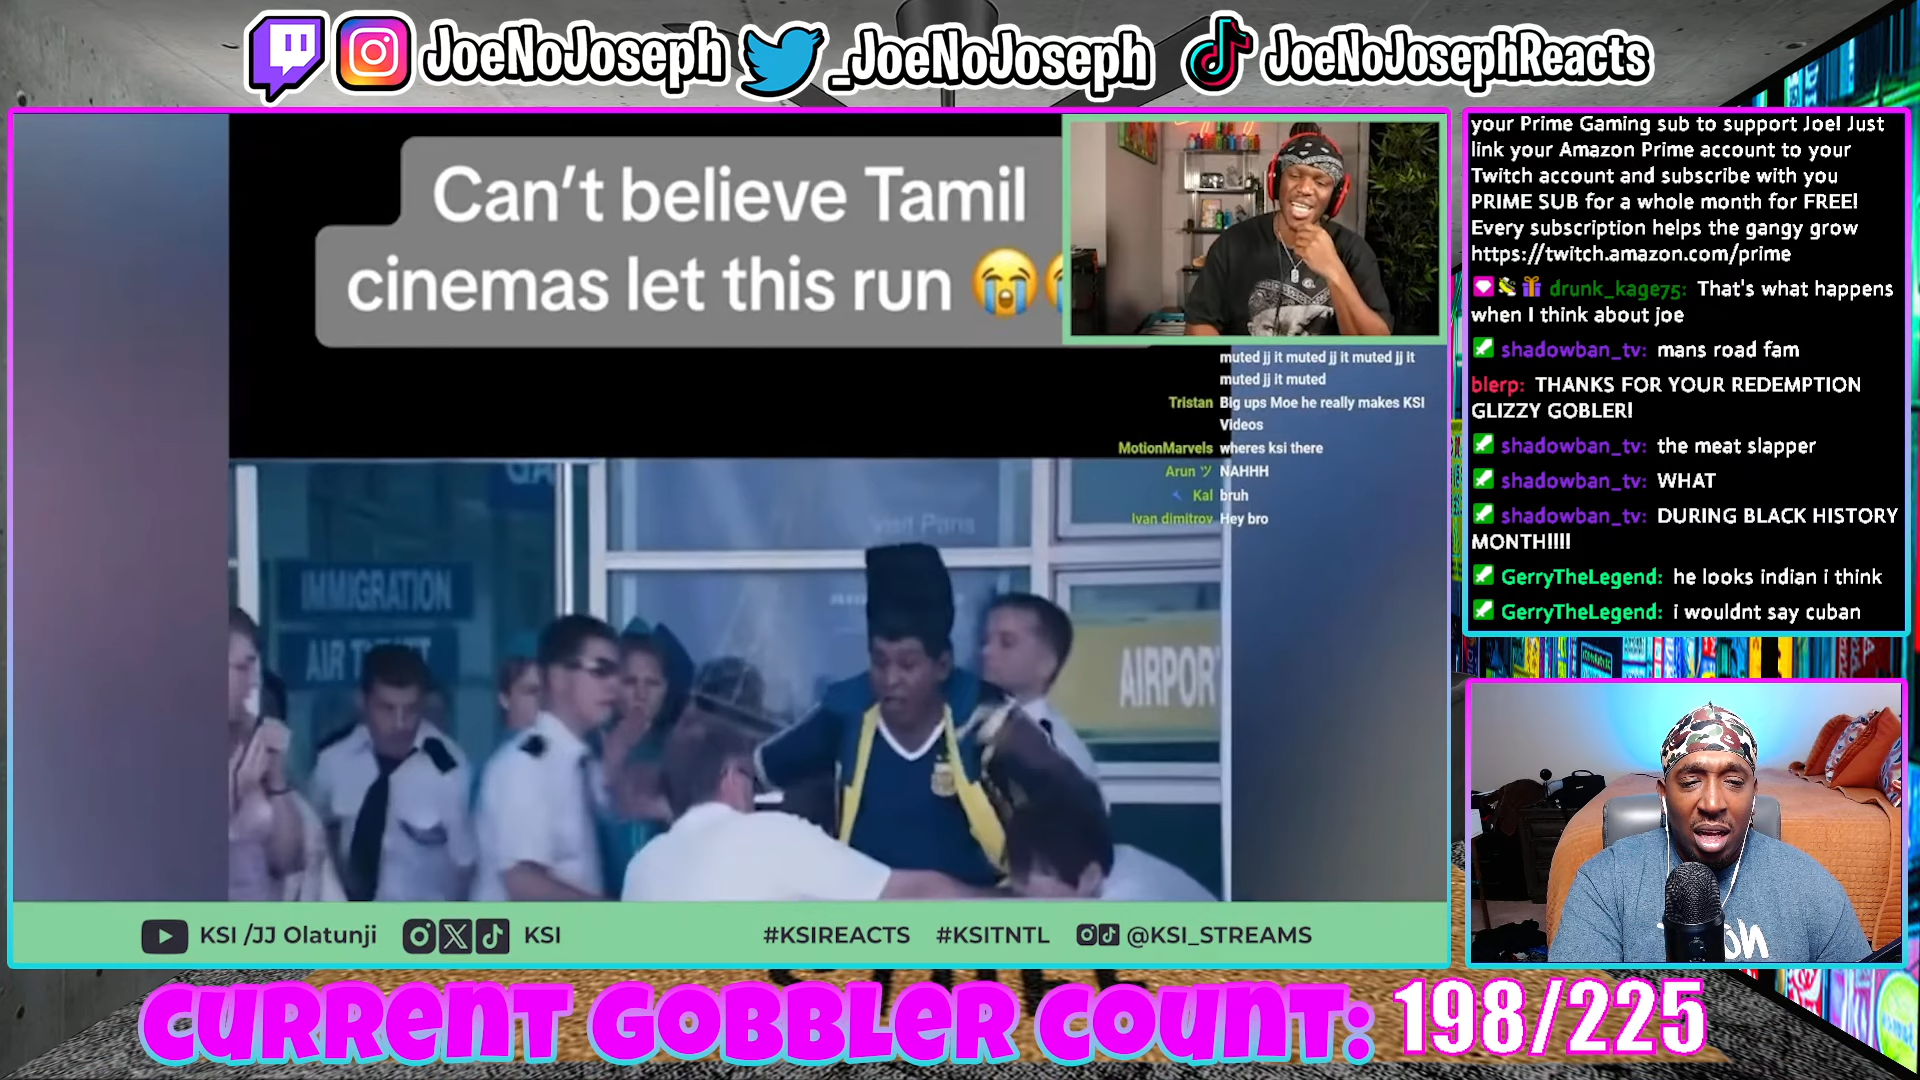 JoeNoJoseph
_JoeNoJoseph
JoeNoJosephReacts
Can't believe Tamil
cinemas let this run 😭
muted jj it muted jj it muted jj it
muted jj it muted
Tristan Big ups Moe he really makes KSI
Videos
MotionMarvels wheres ksi there
Arun ツ NAHHH
Kal bruh
Ivan dimitrov Hey bro
GA
Visit Paris
IMMIGRATION
AIR TICKET
AIRPOR
KSI /JJ Olatunji
KSI
#KSIREACTS
#KSITNTL
@KSI_STREAMS
your Prime Gaming sub to support Joe! Just
link your Amazon Prime account to your
Twitch account and subscribe with you
PRIME SUB for a whole month for FREE!
Every subscription helps the gangy grow
https://twitch.amazon.com/prime
drunk_kage75: That's what happens
when I think about joe
shadowban_tv: mans road fam
blerp: THANKS FOR YOUR REDEMPTION
GLIZZY GOBLER!
shadowban_tv: the meat slapper
shadowban_tv: WHAT
shadowban_tv: DURING BLACK HISTORY
MONTH!!!!
GerryTheLegend: he looks indian i think
GerryTheLegend: i wouldnt say cuban
CURRENT GOBBLER COUNT: 198/225